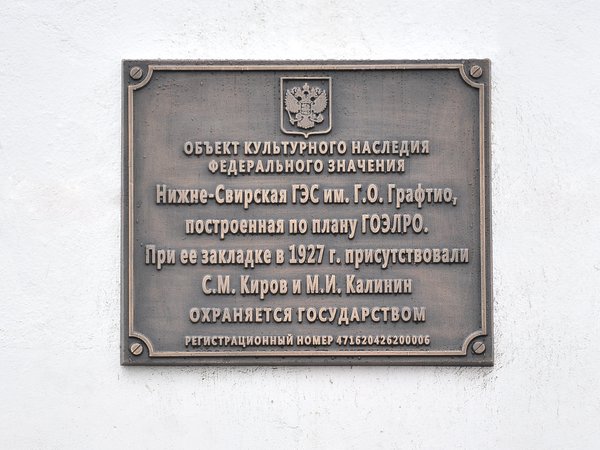 ОБЪЕКТ КУЛЬТУРНОГО НАСЛЕДИЯ
ФЕДЕРАЛЬНОГО ЗНАЧЕНИЯ
Нижне-Свирская ГЭС им. Г.О. Графтио,
построенная по плану ГОЭЛРО.
При ее закладке в 1927 г. присутствовали
С.М. Киров и М.И. Калинин
ОХРАНЯЕТСЯ ГОСУДАРСТВОМ
РЕГИСТРАЦИОННЫЙ НОМЕР 471620426200006